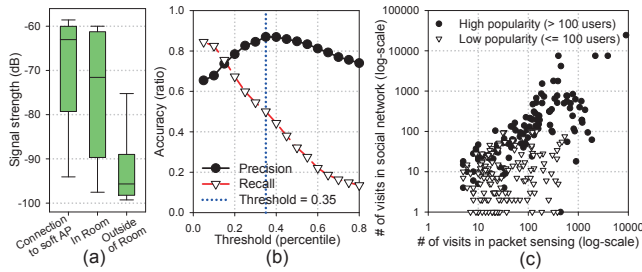 (a)
Signal strength (dB)
-60
-70
-80
-90
-100
Connection
to soft AP
In Room
Outside
of Room
(b)
Accuracy (ratio)
1.0
0.8
0.6
0.4
0.2
0.0
Precision
Recall
Threshold = 0.35
0.0 0.2 0.4 0.6 0.8
Threshold (percentile)
(c)
High popularity (> 100 users)
Low popularity (<= 100 users)
# of visits in social network (log-scale)
100000
10000
1000
100
10
1
1 10 100 1000 10000
# of visits in packet sensing (log-scale)